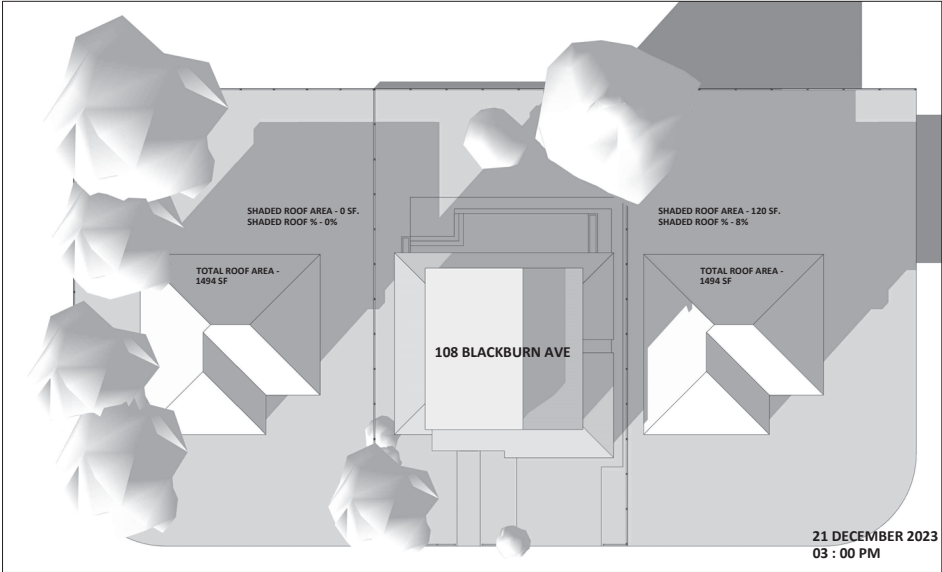 SHADED ROOF AREA - 0 SF.
SHADED ROOF % - 0%
SHADED ROOF AREA - 120 SF.
SHADED ROOF % - 8%
TOTAL ROOF AREA -
1494 SF
TOTAL ROOF AREA -
1494 SF
108 BLACKBURN AVE
21 DECEMBER 2023
03 : 00 PM